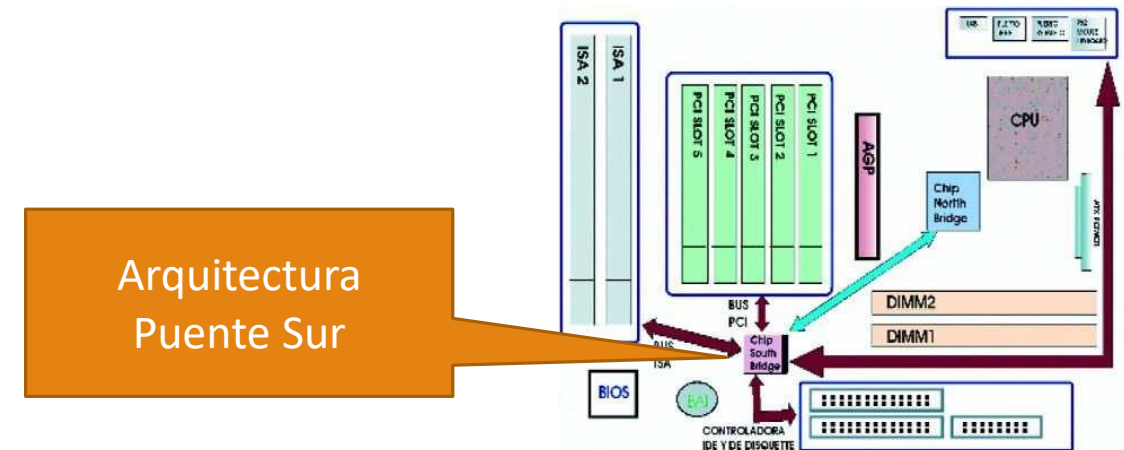 Arquitectura
Puente Sur
ISA 2
ISA 1
PCI SLOT 5
PCI SLOT 4
PCI SLOT 3
PCI SLOT 2
PCI SLOT 1
AGP
CPU
Chip
North
Bridge
DIMM2
DIMM1
BUS
PCI
Chip
South
Bridge
BUS
ISA
BIOS
CONTROLADORA
IDE Y DE DISQUETTE